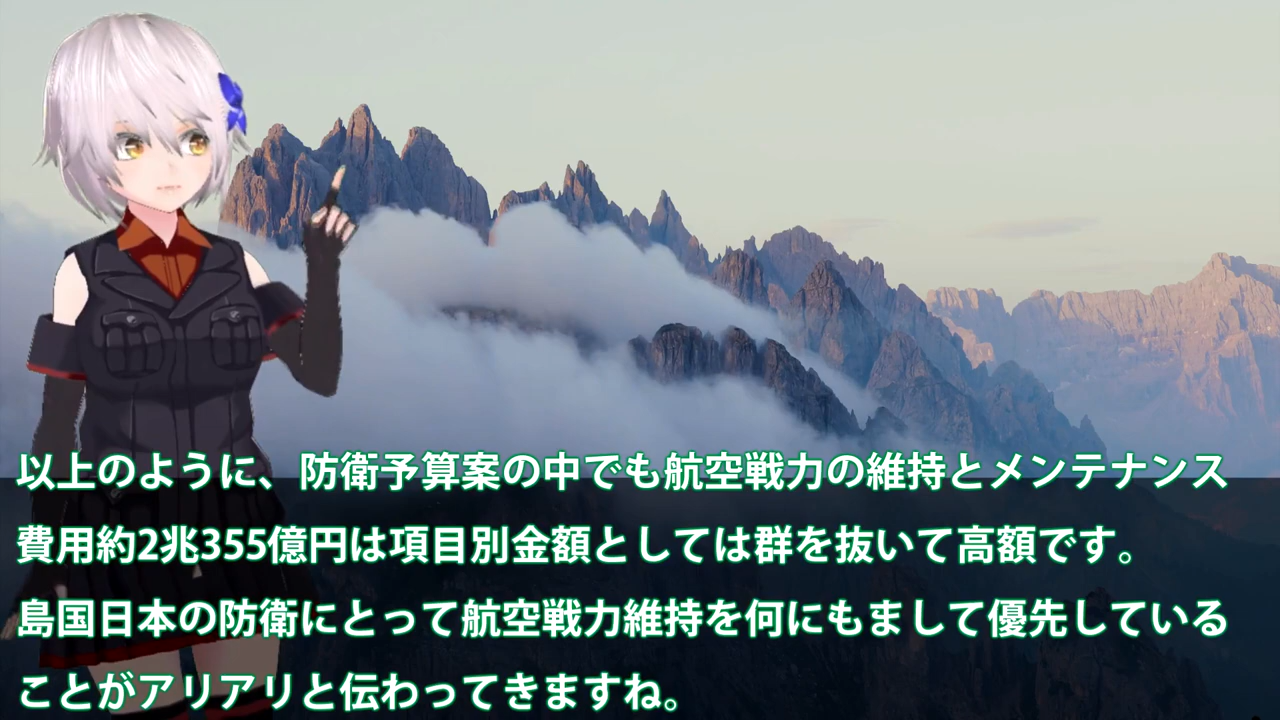 以上のように、防衛予算案の中でも航空戦力の維持とメンテナンス
費用約2兆355億円は項目別金額としては群を抜いて高額です。
島国日本の防衛にとって航空戦力維持を何にもまして優先している
ことがアリアリと伝わってきますね。